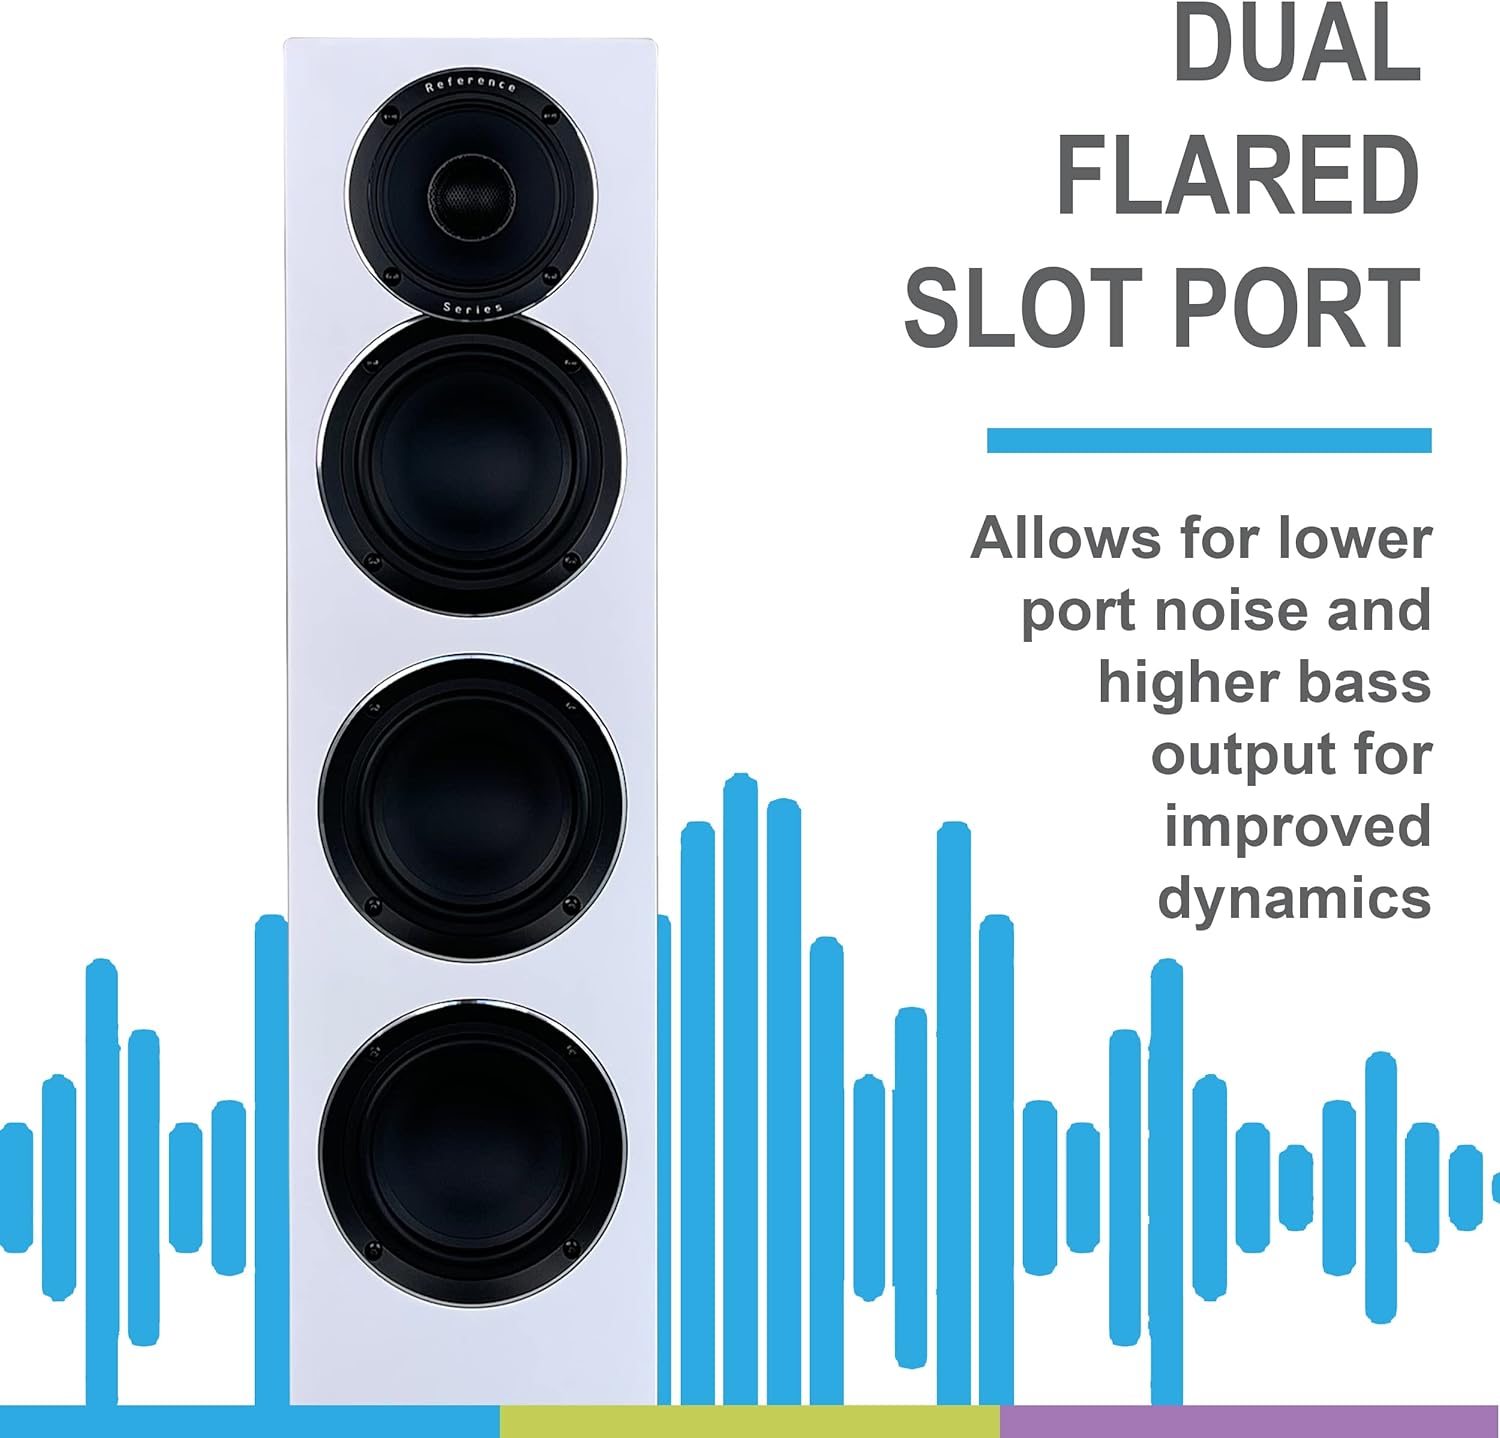 DUAL
FLARED
SLOT PORT
Allows for lower
port noise and
higher bass
output for
improved
dynamics
Reference
Series